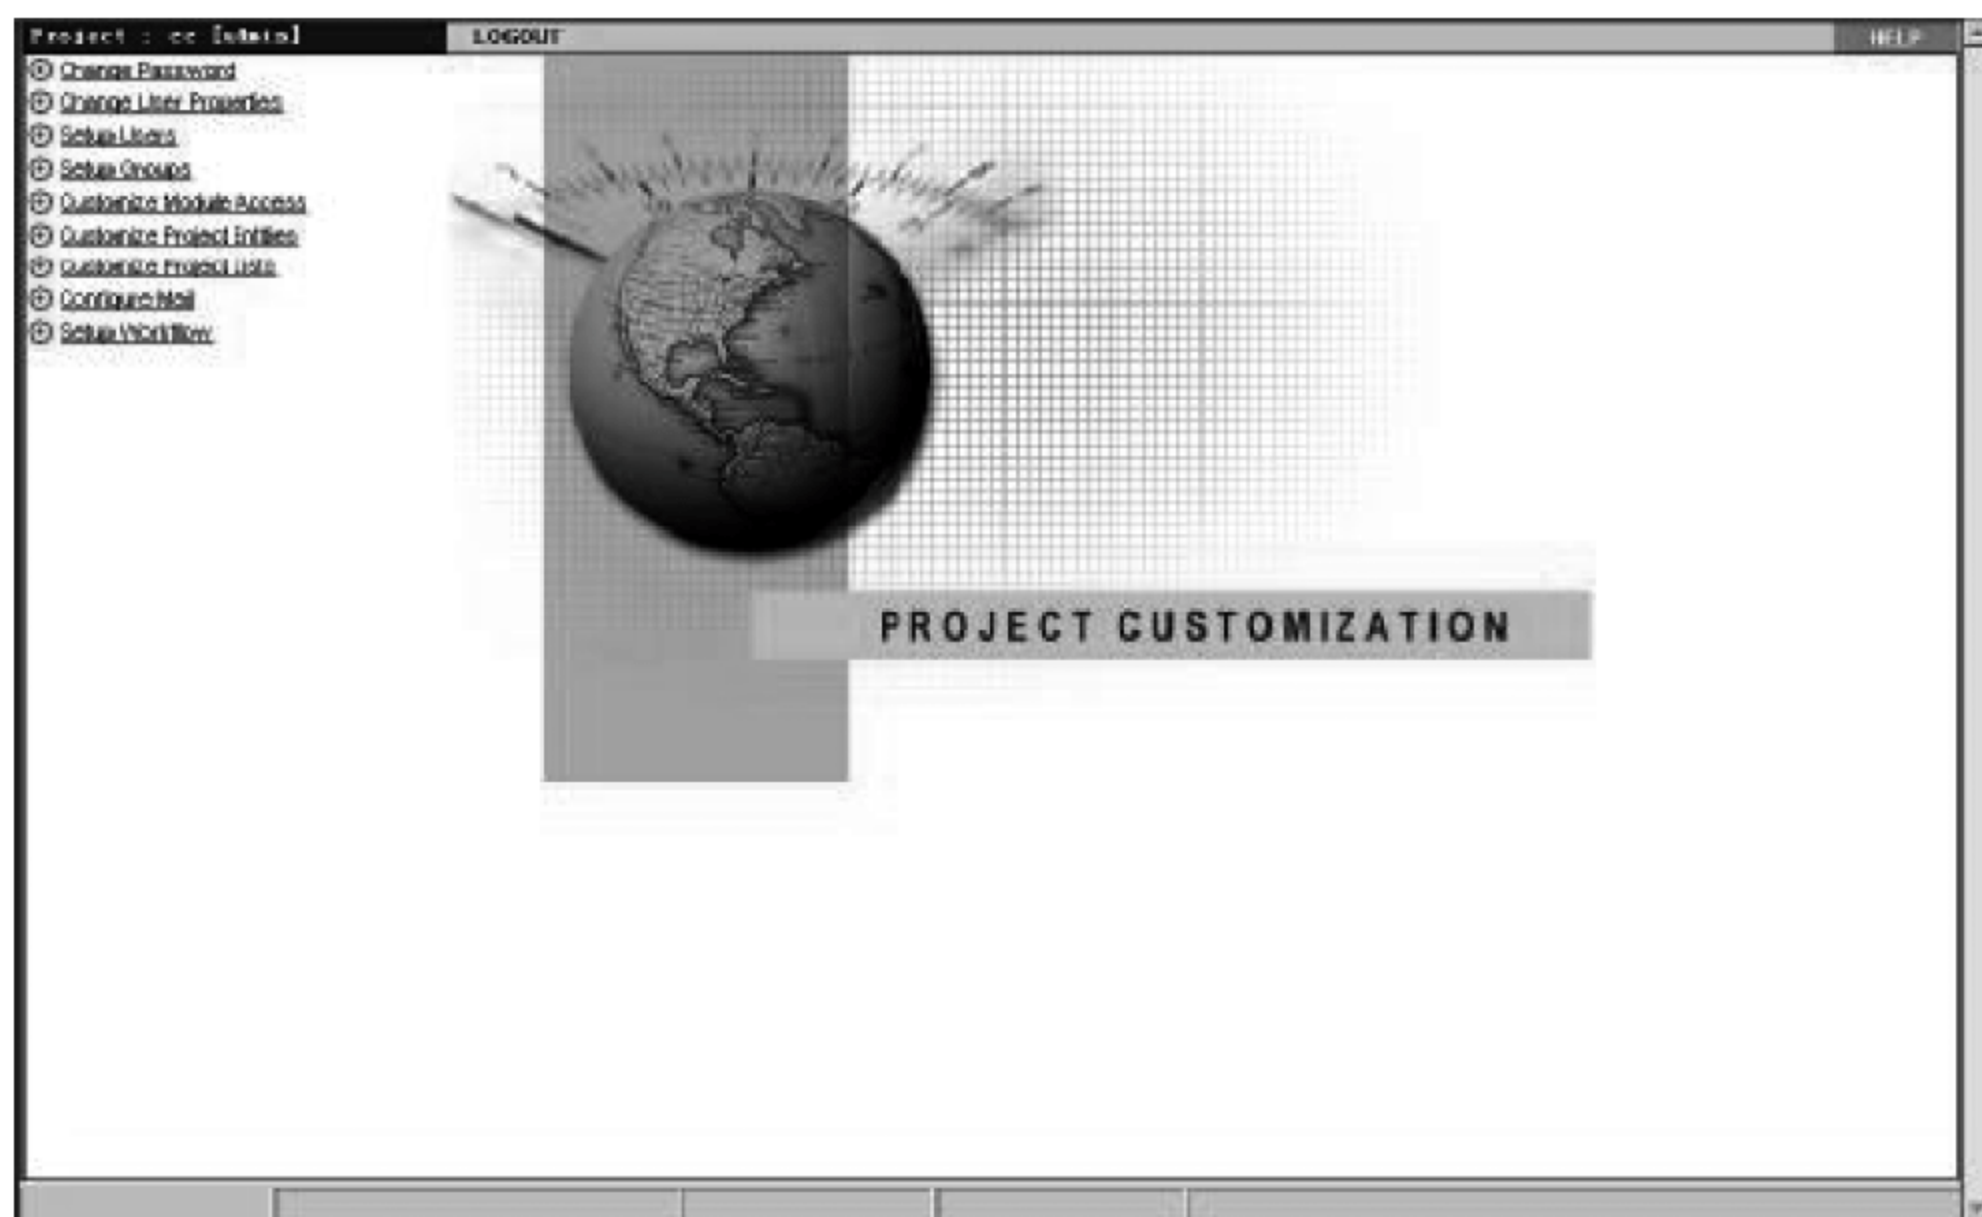 Project : cc [admin]
LOGOUT
HELP
Change Password
Change User Properties
Setup Users
Setup Groups
Customize Module Access
Customize Project Entities
Customize Project Lists
Configure Mail
Setup Workflow
PROJECT CUSTOMIZATION